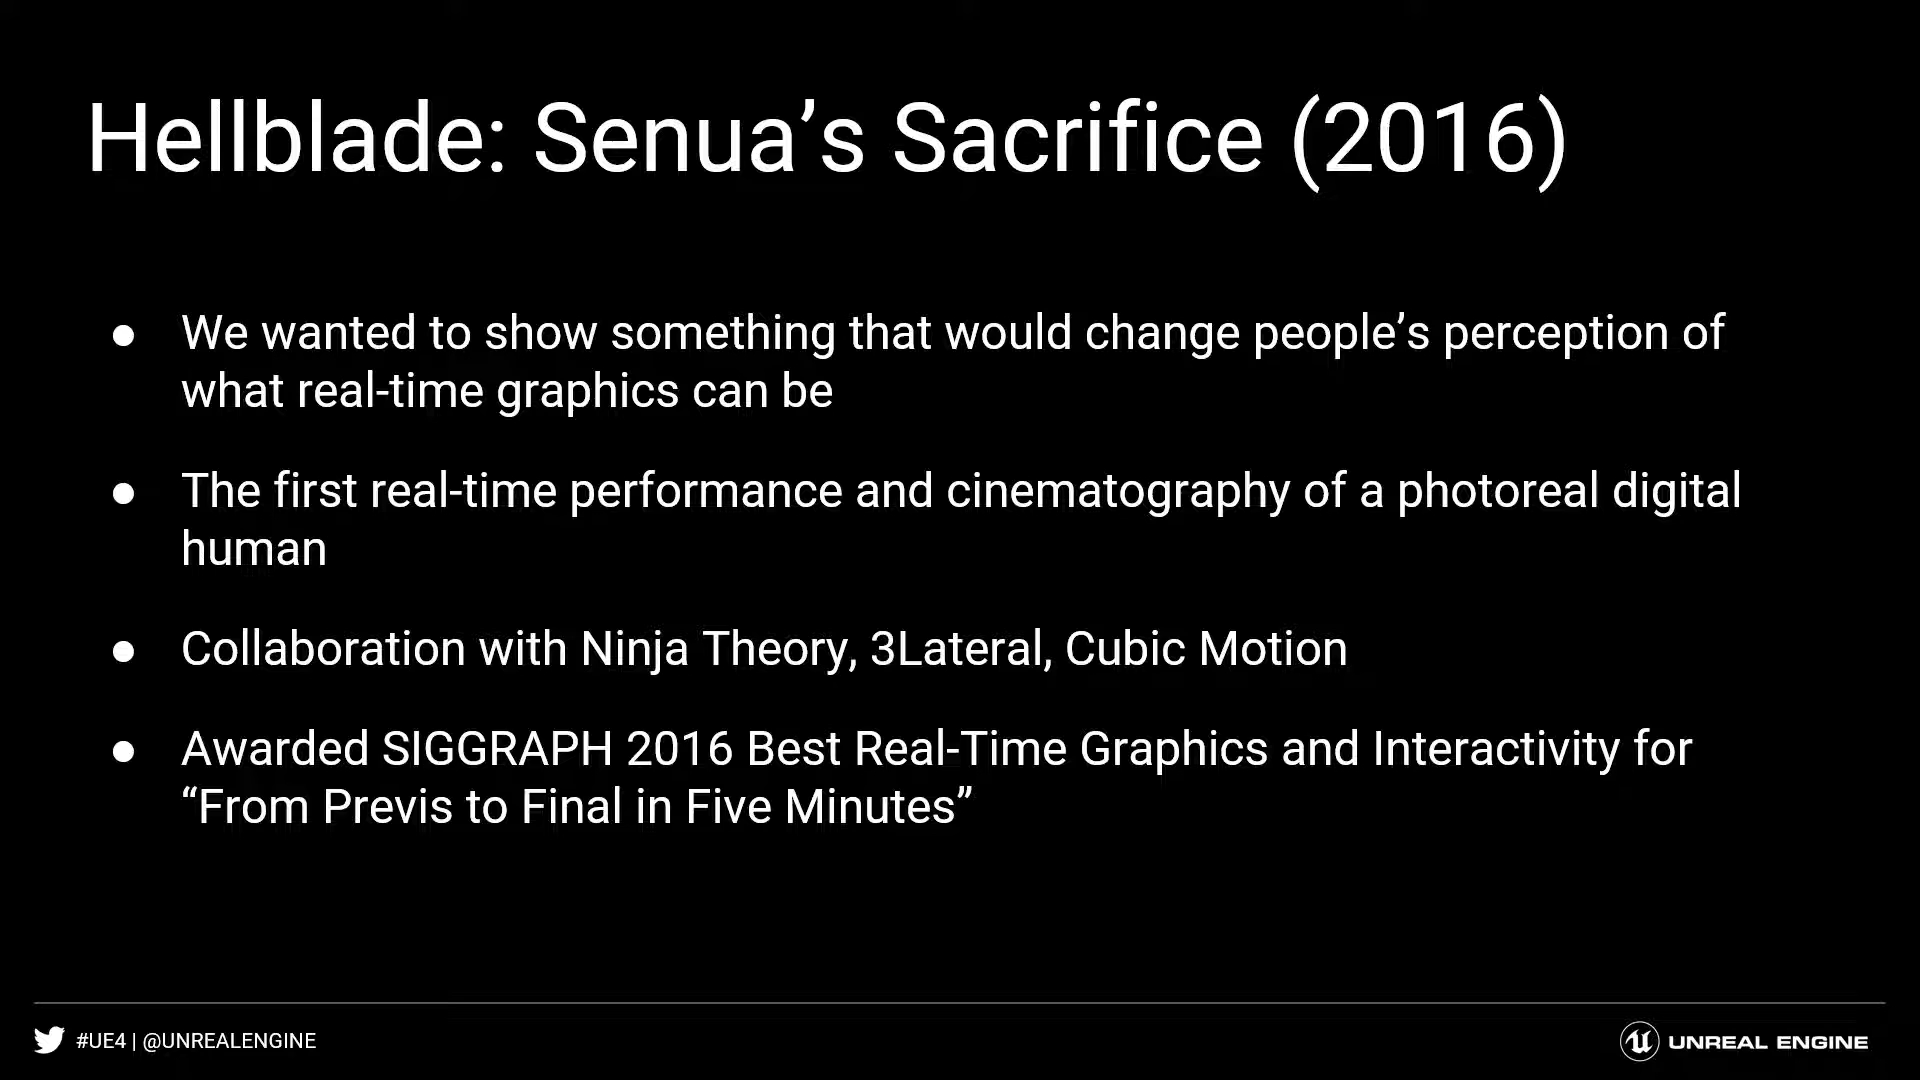 Hellblade: Senua’s Sacrifice (2016)
● We wanted to show something that would change people’s perception of
what real-time graphics can be
● The first real-time performance and cinematography of a photoreal digital
human
● Collaboration with Ninja Theory, 3Lateral, Cubic Motion
● Awarded SIGGRAPH 2016 Best Real-Time Graphics and Interactivity for
“From Previs to Final in Five Minutes”
#UE4 | @UNREALENGINE
UNREAL ENGINE